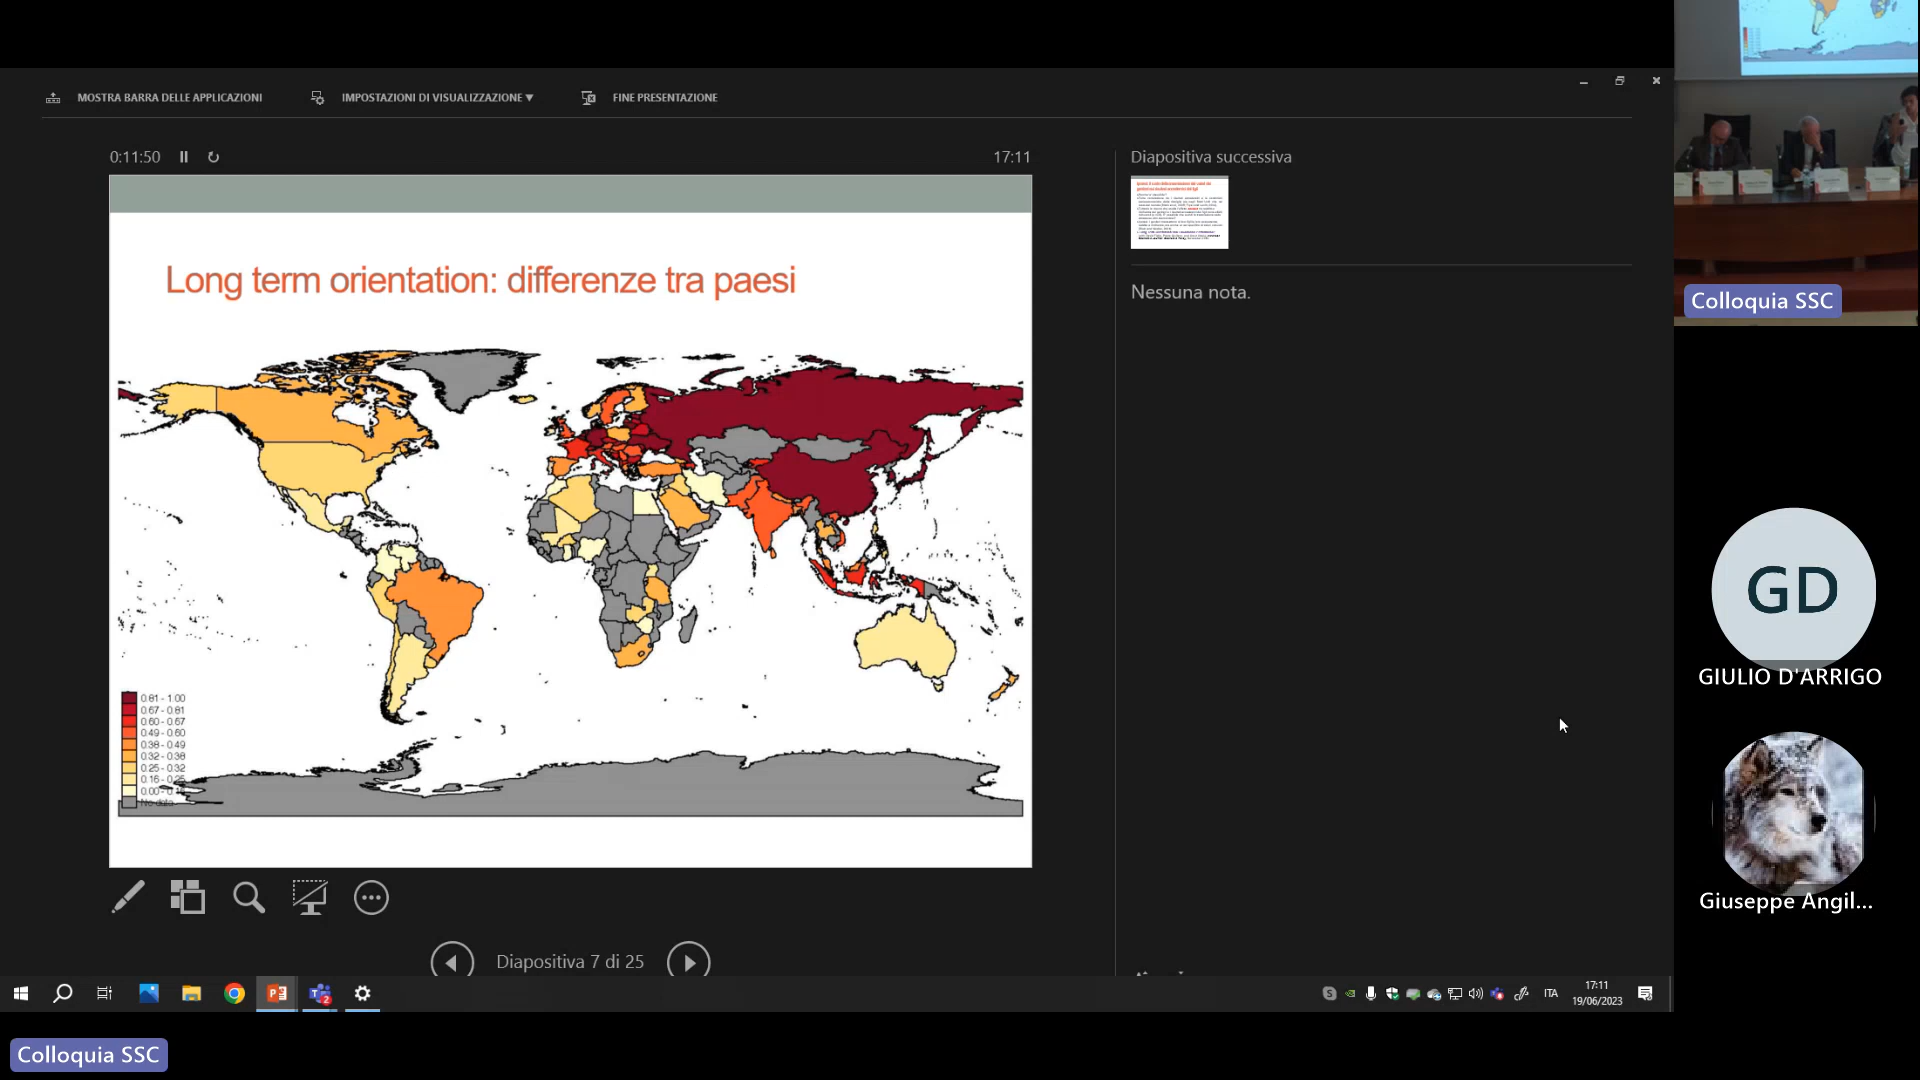 MOSTRA BARRA DELLE APPLICAZIONI
IMPOSTAZIONI DI VISUALIZZAZIONE ▼
FINE PRESENTAZIONE
0:11:50
17:11
Long term orientation: differenze tra paesi
0.81 - 1.00
0.67 - 0.81
0.60 - 0.67
0.49 - 0.60
0.38 - 0.49
0.32 - 0.38
0.25 - 0.32
0.16 - 0.25
0.00 - 0.16
No data
Diapositiva successiva
Nessuna nota.
Diapositiva 7 di 25
Colloquia SSC
GD
GIULIO D'ARRIGO
Giuseppe Angil...
ITA
17:11
19/06/2023
Colloquia SSC